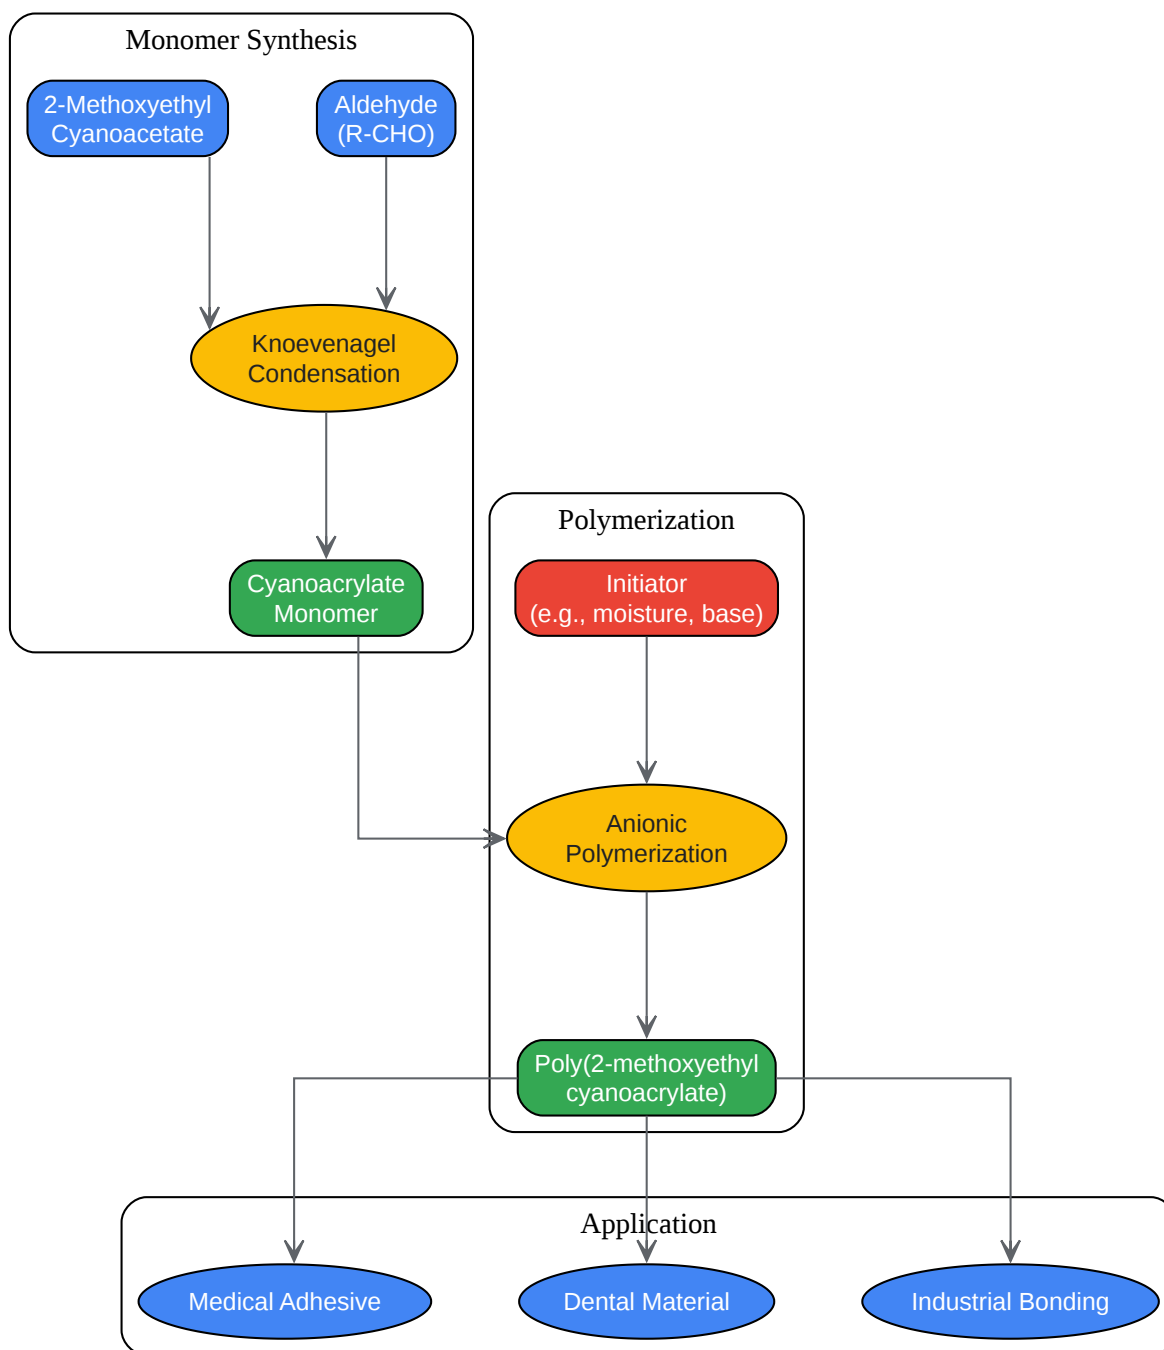 Monomer Synthesis
2-Methoxyethyl
Cyanoacetate
Aldehyde
(R-CHO)
Knoevenagel
Condensation
Cyanoacrylate
Monomer
Polymerization
Initiator
(e.g., moisture, base)
Anionic
Polymerization
Poly(2-methoxyethyl
cyanoacrylate)
Application
Medical Adhesive
Dental Material
Industrial Bonding